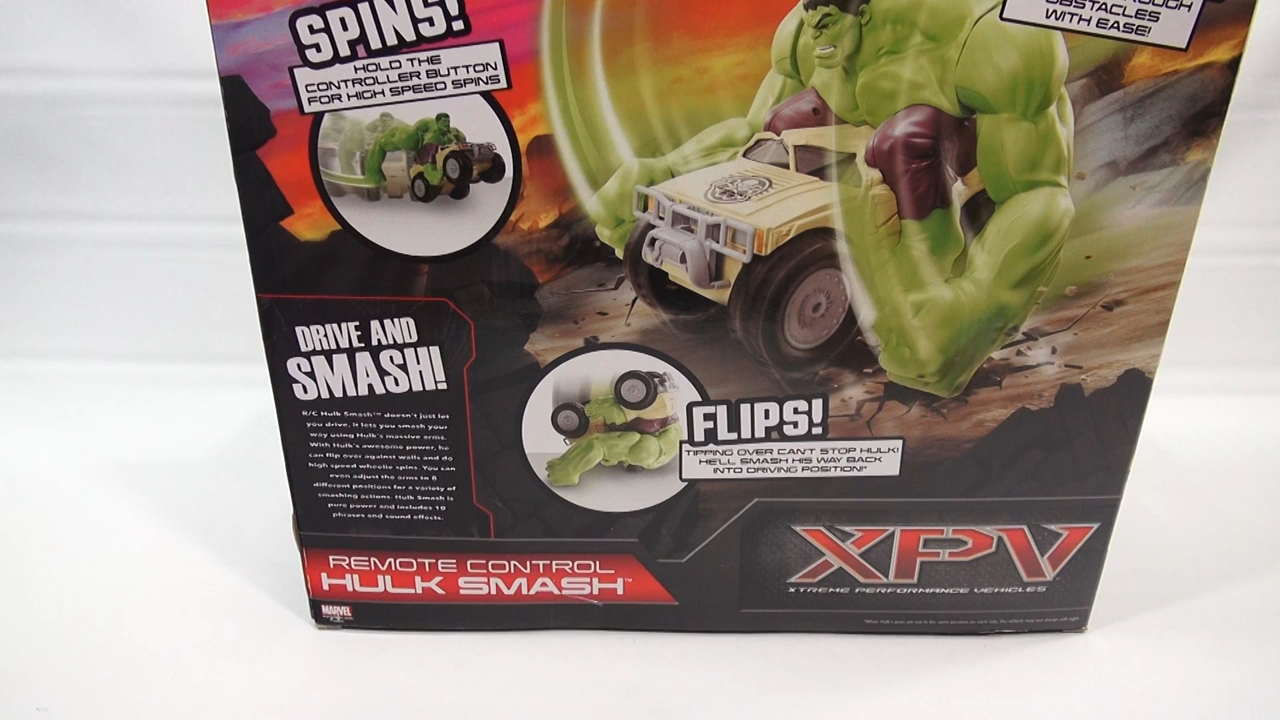 SPINS!
HOLD THE
CONTROLLER BUTTON
FOR HIGH SPEED SPINS
OBSTACLES
WITH EASE!
DRIVE AND
SMASH!
R/C Hulk Smash™ doesn't just let
you drive, it lets you smash your
way using Hulk's massive arms.
With Hulk's awesome power, he
can flip over against walls and do
high speed wheelie spins. You can
even adjust the arms to 8
different positions for a variety of
smashing actions. Hulk Smash is
pure power and includes 10
phrases and sound effects.
FLIPS!
TIPPING OVER CAN'T STOP HULK!
HE'LL SMASH HIS WAY BACK
INTO DRIVING POSITION!*
REMOTE CONTROL
HULK SMASH™
MARVEL
XPV
XTREME PERFORMANCE VEHICLES